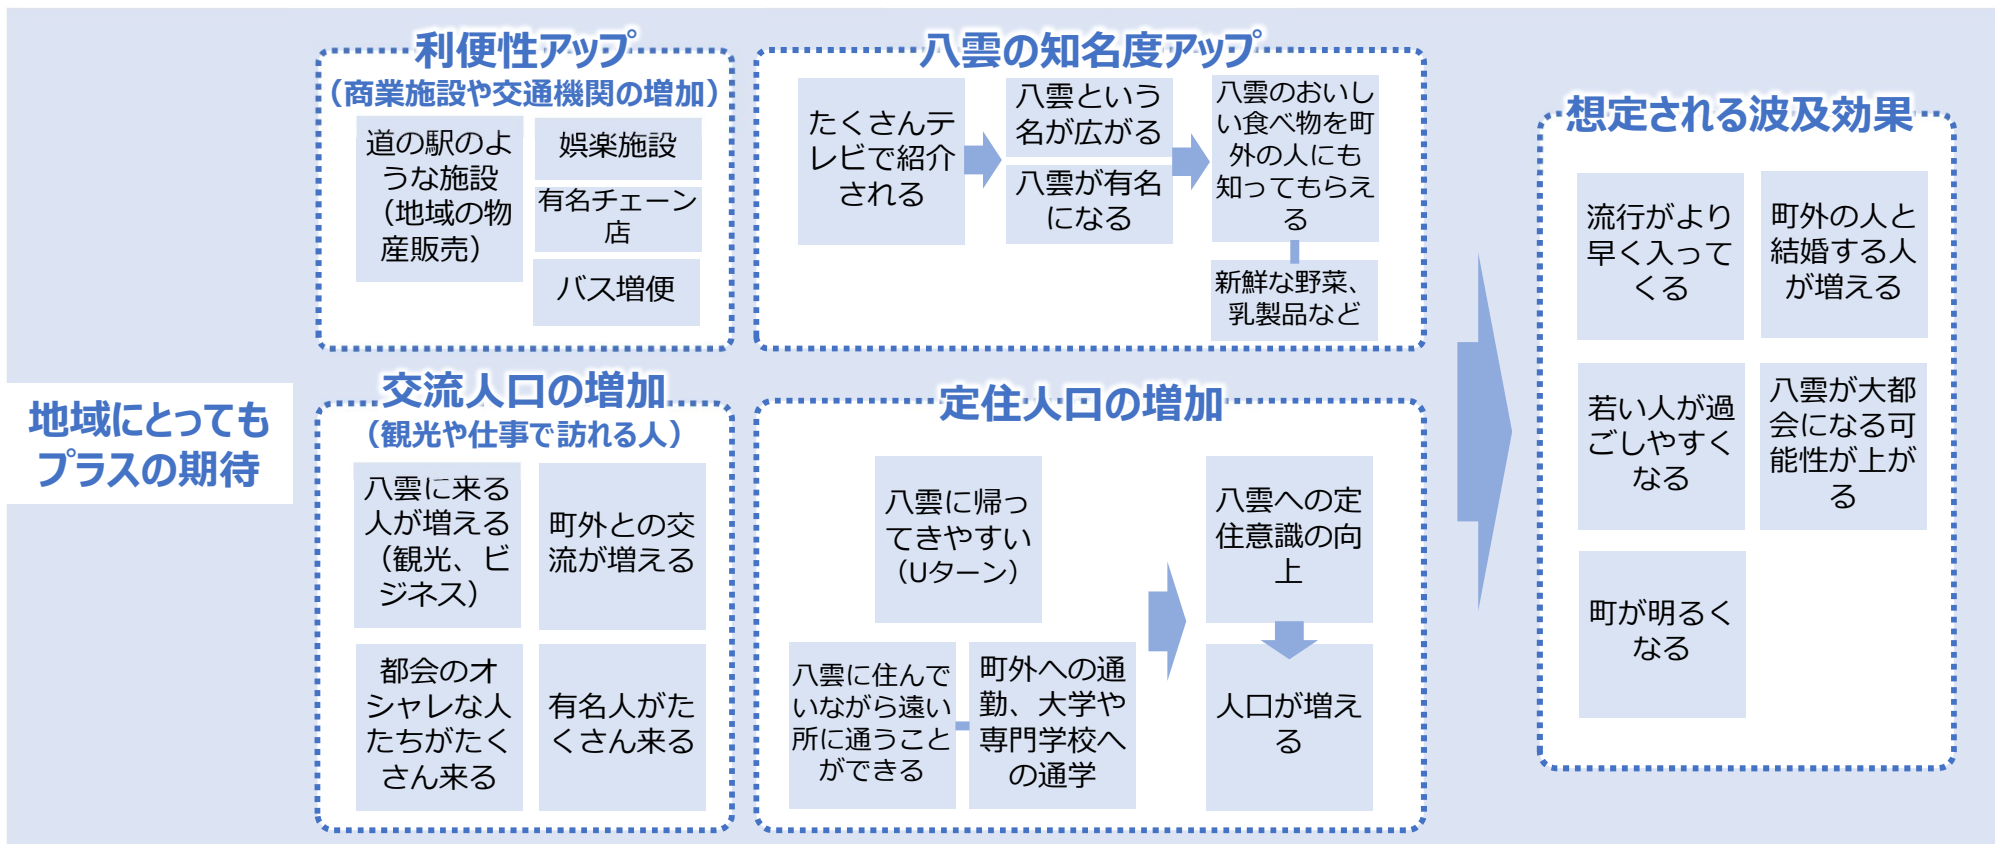 地域にとっても
プラスの期待
利便性アップ
（商業施設や交通機関の増加）
道の駅のよ
うな施設
（地域の物
産販売）
娯楽施設
有名チェーン
店
バス増便
八雲の知名度アップ
たくさんテ
レビで紹介
される
八雲という
名が広がる
八雲が有名
になる
八雲のおいし
い食べ物を町
外の人にも
知ってもらえ
る
新鮮な野菜、
乳製品など
交流人口の増加
（観光や仕事で訪れる人）
八雲に来る
人が増える
（観光、ビ
ジネス）
町外との交
流が増える
都会のオ
シャレな人
たちがたく
さん来る
有名人がた
くさん来る
定住人口の増加
八雲に帰っ
てきやすい
（Uターン）
八雲に住んで
いながら遠い
所に通うこと
ができる
町外への通
勤、大学や
専門学校へ
の通学
八雲への定
住意識の向
上
人口が増え
る
想定される波及効果
流行がより
早く入って
くる
町外の人と
結婚する人
が増える
若い人が過
ごしやすく
なる
八雲が大都
会になる可
能性が上が
る
町が明るく
なる